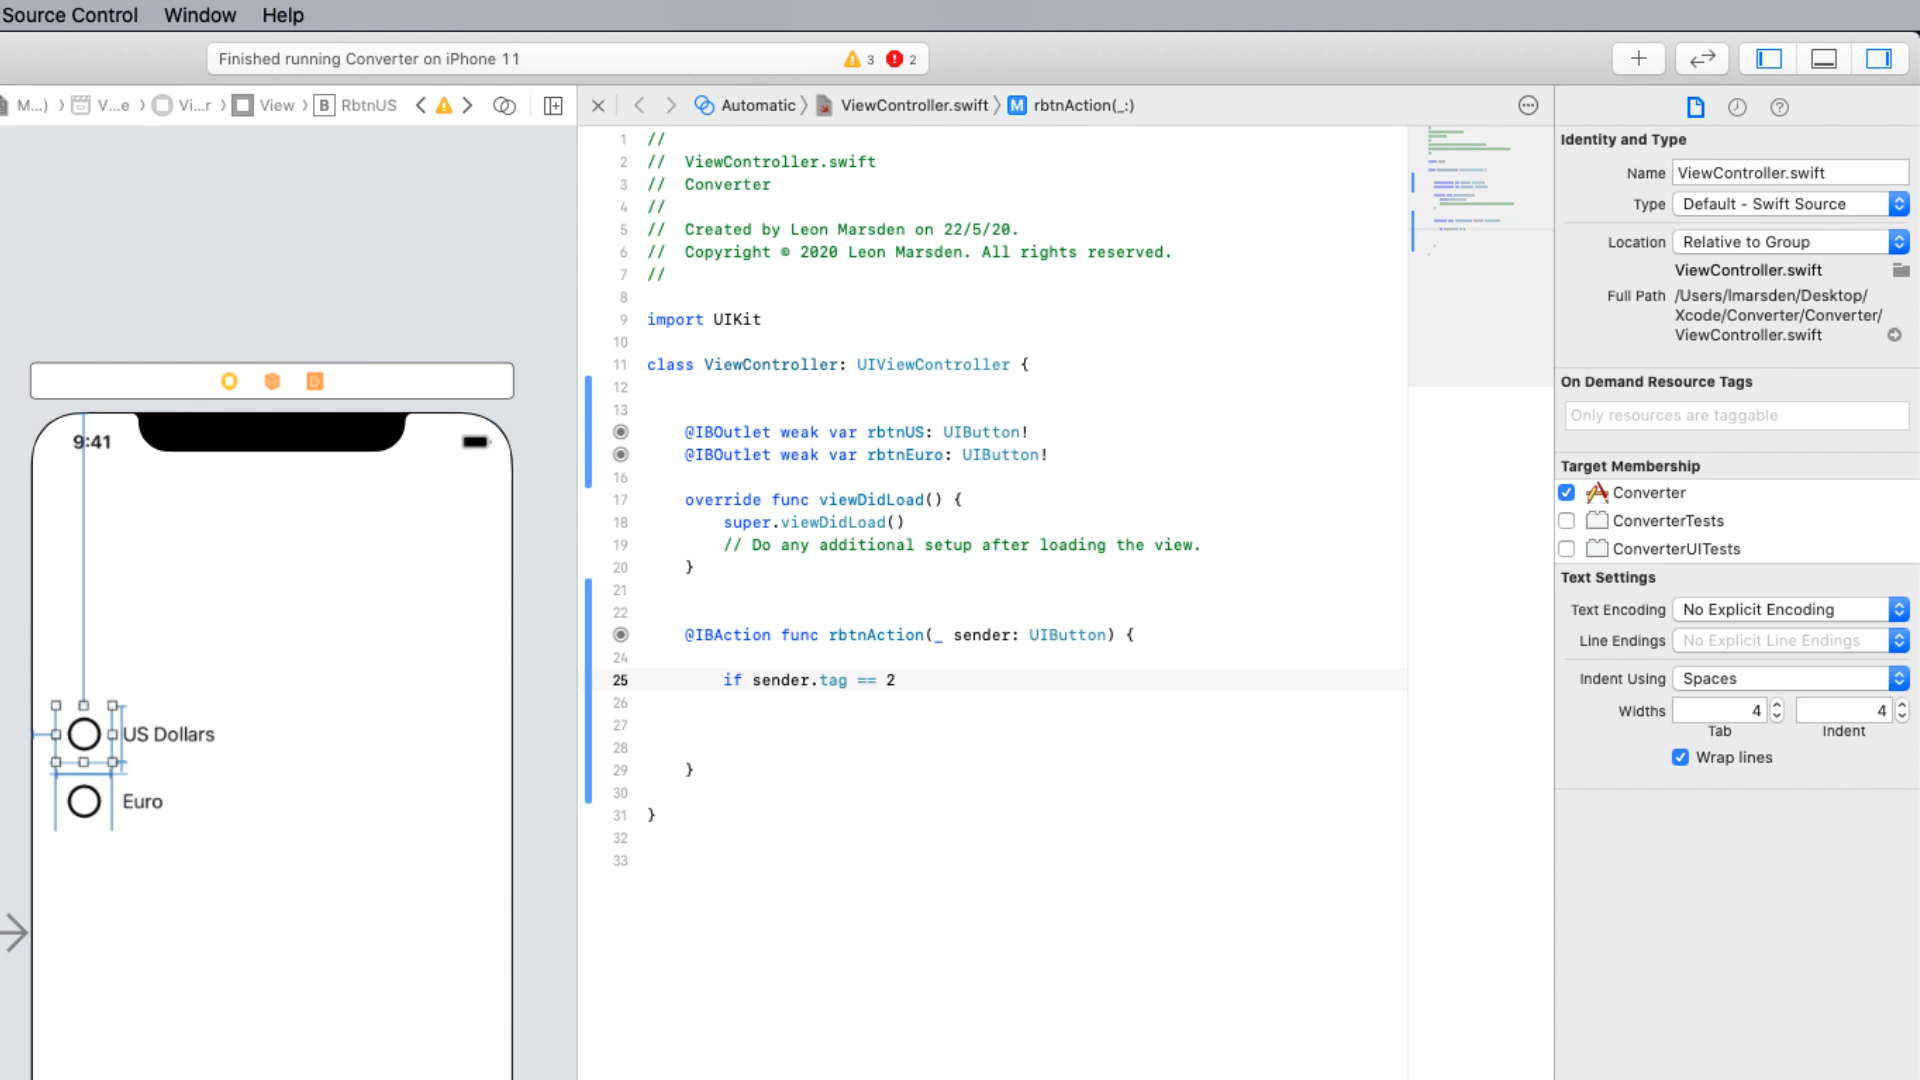 Source Control Window Help
Finished running Converter on iPhone 11 3 2
M...) V...e Vi...r View B RbtnUS
Automatic ViewController.swift M rbtnAction(_:)
1 //
2 // ViewController.swift
3 // Converter
4 //
5 // Created by Leon Marsden on 22/5/20.
6 // Copyright © 2020 Leon Marsden. All rights reserved.
7 //
8
9 import UIKit
10
11 class ViewController: UIViewController {
12
13
@IBOutlet weak var rbtnUS: UIButton!
@IBOutlet weak var rbtnEuro: UIButton!
16
17 override func viewDidLoad() {
18 super.viewDidLoad()
19 // Do any additional setup after loading the view.
20 }
21
22
@IBAction func rbtnAction(_ sender: UIButton) {
24
25 if sender.tag == 2
26
27
28
29 }
30
31 }
32
33
9:41
US Dollars
Euro
Identity and Type
Name ViewController.swift
Type Default - Swift Source
Location Relative to Group
ViewController.swift
Full Path /Users/lmarsden/Desktop/
Xcode/Converter/Converter/
ViewController.swift
On Demand Resource Tags
Only resources are taggable
Target Membership
Converter
ConverterTests
ConverterUITests
Text Settings
Text Encoding No Explicit Encoding
Line Endings No Explicit Line Endings
Indent Using Spaces
Widths 4 4
Tab Indent
Wrap lines